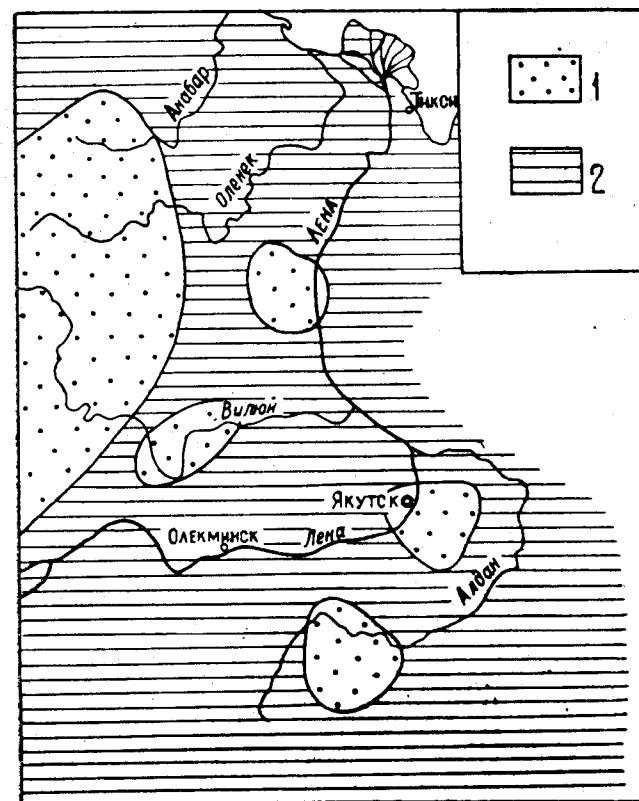 1
2
Анабар
Тикси
Оленек
ЛЕНА
Вилюй
ЯКУТСК
ОЛЕКМИНСК
Лена
Алдан